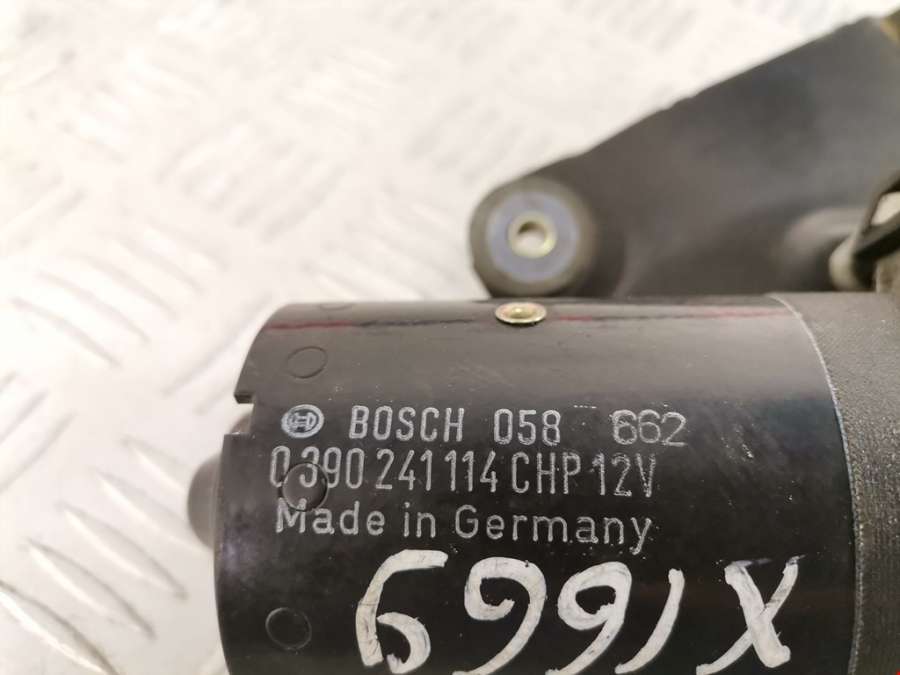 BOSCH 058 662
0 390 241 114 CHP 12V
Made in Germany
6991X